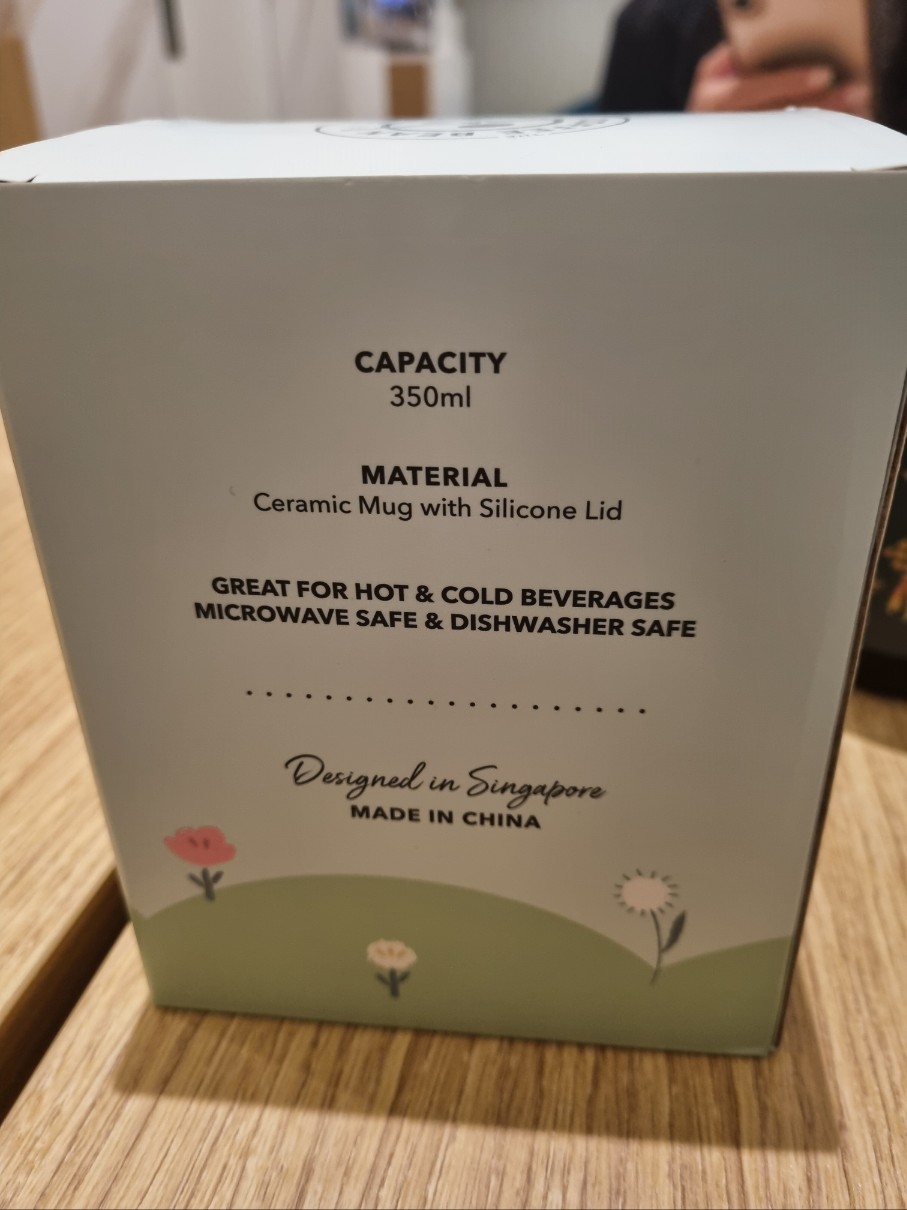 CAPACITY
350ml
MATERIAL
Ceramic Mug with Silicone Lid
GREAT FOR HOT & COLD BEVERAGES
MICROWAVE SAFE & DISHWASHER SAFE
Designed in Singapore
MADE IN CHINA